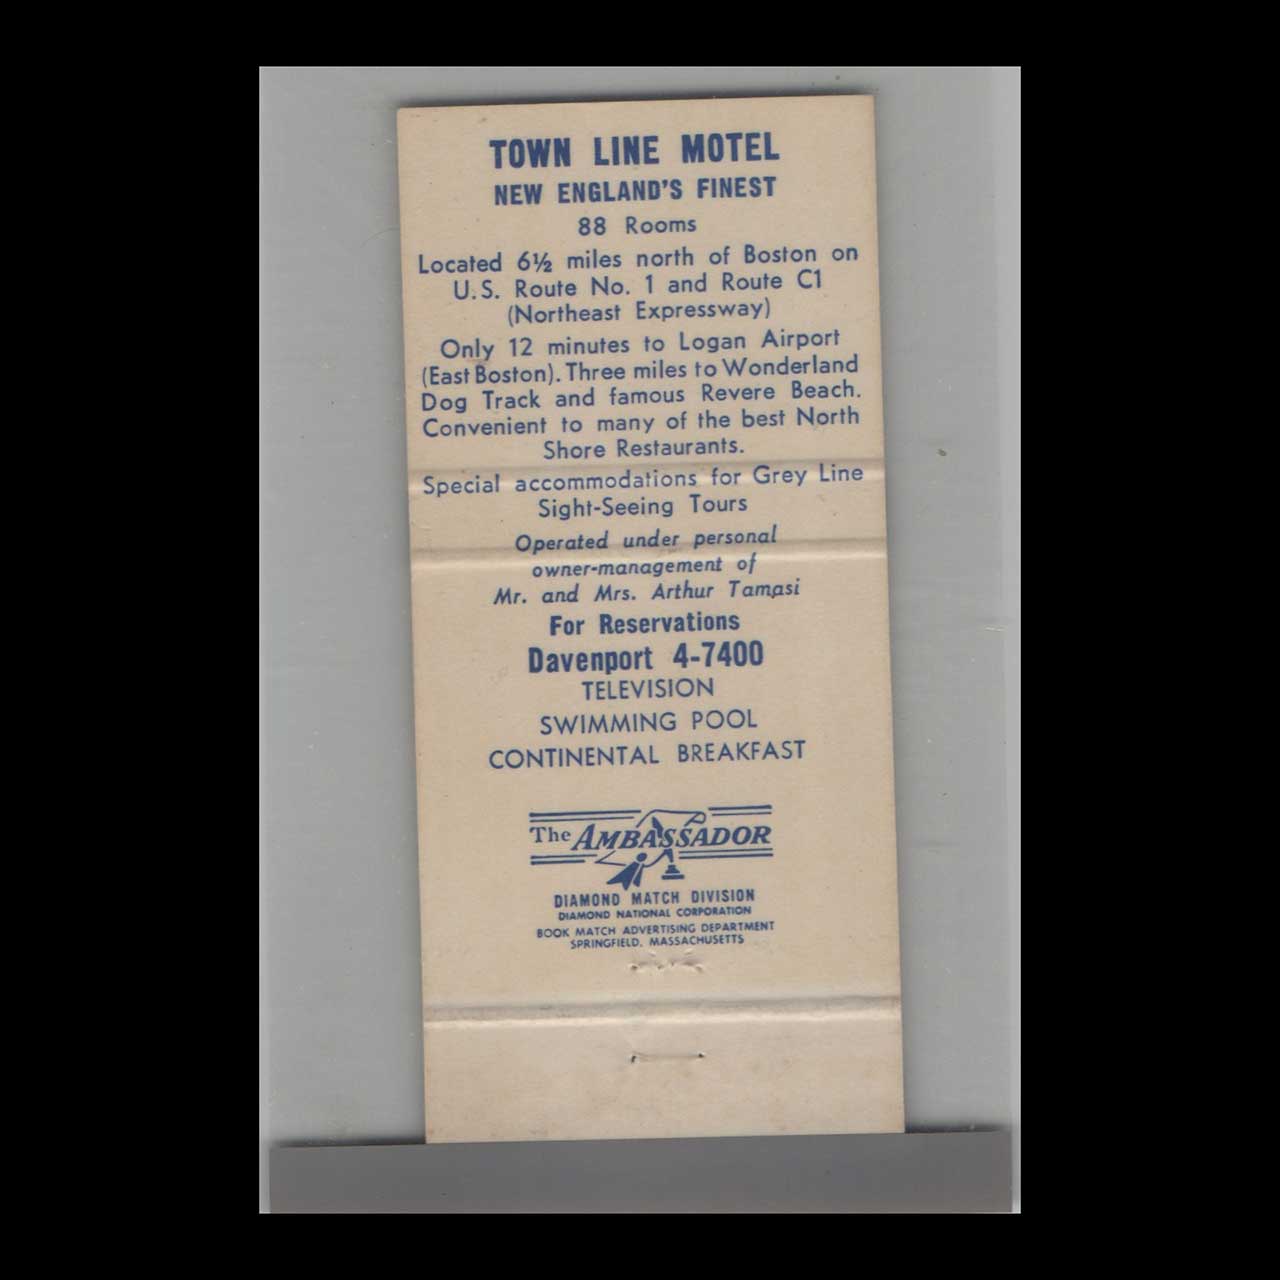 TOWN LINE MOTEL
NEW ENGLAND'S FINEST
88 Rooms
Located 6½ miles north of Boston on
U.S. Route No. 1 and Route C1
(Northeast Expressway)
Only 12 minutes to Logan Airport
(East Boston). Three miles to Wonderland
Dog Track and famous Revere Beach.
Convenient to many of the best North
Shore Restaurants.
Special accommodations for Grey Line
Sight-Seeing Tours
Operated under personal
owner-management of
Mr. and Mrs. Arthur Tamasi
For Reservations
Davenport 4-7400
TELEVISION
SWIMMING POOL
CONTINENTAL BREAKFAST
The AMBASSADOR
DIAMOND MATCH DIVISION
DIAMOND NATIONAL CORPORATION
BOOK MATCH ADVERTISING DEPARTMENT
SPRINGFIELD, MASSACHUSETTS